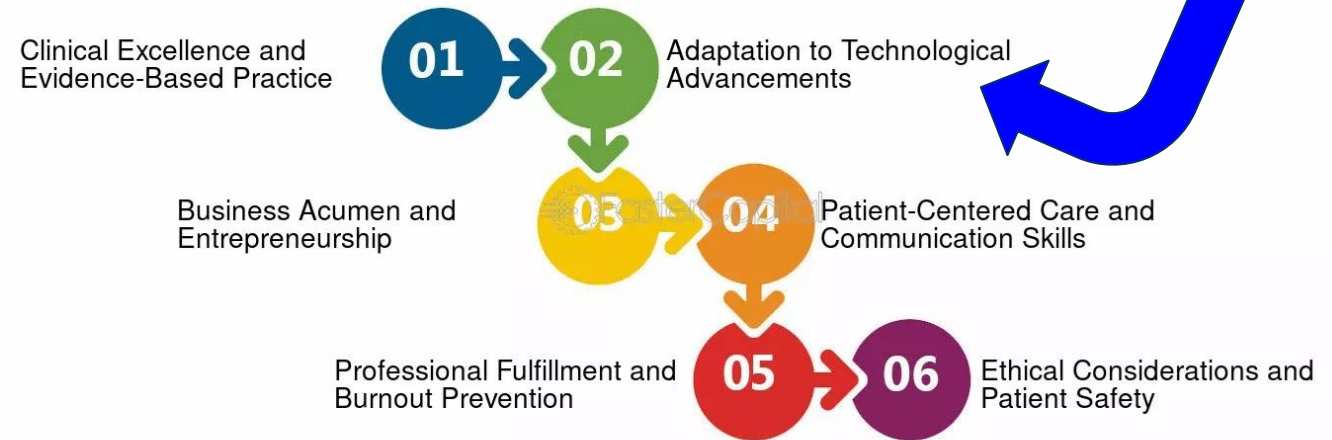 Clinical Excellence and
Evidence-Based Practice
01
02
Adaptation to Technological
Advancements
Business Acumen and
Entrepreneurship
03
04
Patient-Centered Care and
Communication Skills
Professional Fulfillment and
Burnout Prevention
05
06
Ethical Considerations and
Patient Safety